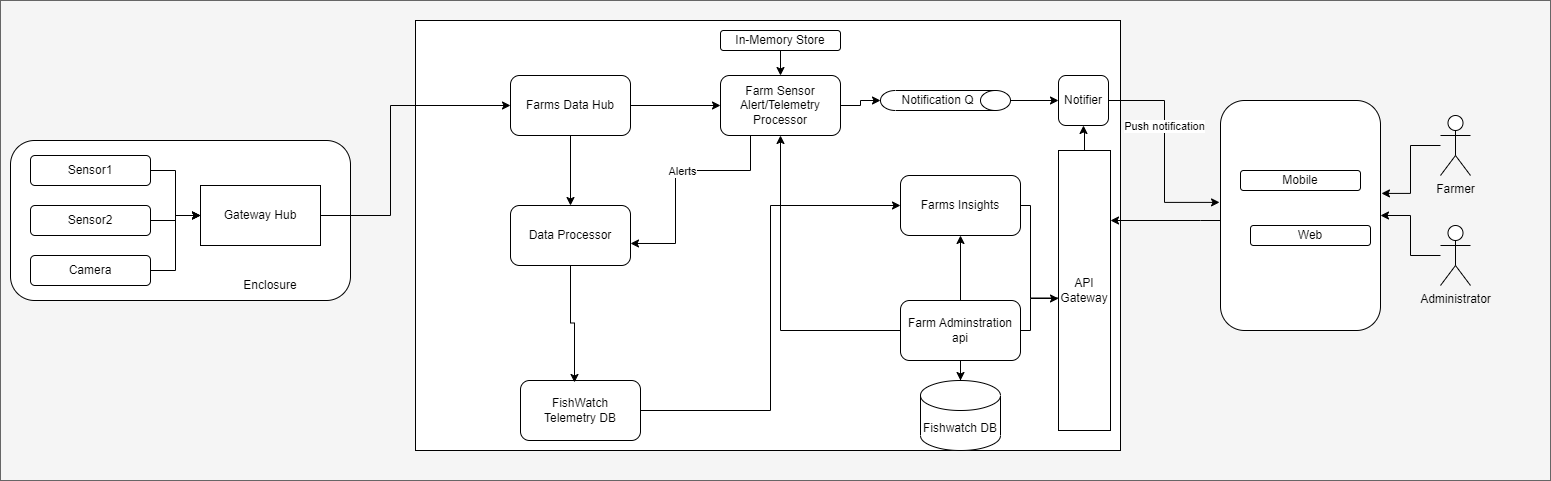 In-Memory Store
Farms Data Hub
Farm Sensor
Alert/Telemetry
Processor
Notification Q
Notifier
Push notification
Sensor1
Sensor2
Camera
Gateway Hub
Enclosure
Alerts
Data Processor
Farms Insights
Mobile
Web
Farmer
Administrator
API
Gateway
Farm Adminstration
api
FishWatch
Telemetry DB
Fishwatch DB